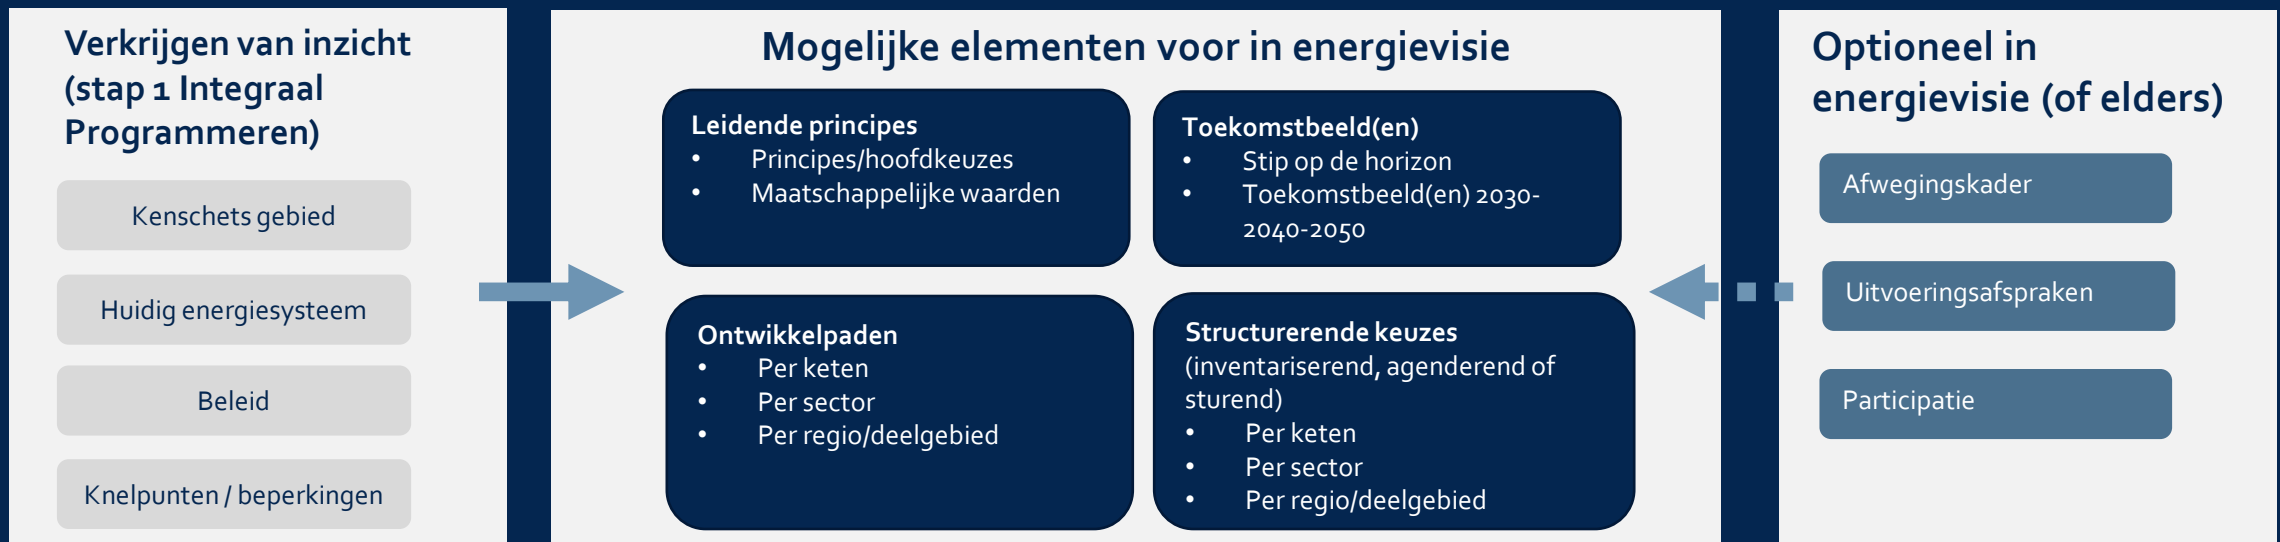 Verkrijgen van inzicht
(stap 1 Integraal
Programmeren)
Kenschets gebied
Huidig energiesysteem
Beleid
Knelpunten / beperkingen
Mogelijke elementen voor in energievisie
Leidende principes
• Principes/hoofdkeuzes
• Maatschappelijke waarden
Toekomstbeeld(en)
• Stip op de horizon
• Toekomstbeeld(en) 2030-
2040-2050
Ontwikkelpaden
• Per keten
• Per sector
• Per regio/deelgebied
Structurerende keuzes
(inventariserend, agenderend of
sturend)
• Per keten
• Per sector
• Per regio/deelgebied
Optioneel in
energievisie (of elders)
Afwegingskader
Uitvoeringsafspraken
Participatie